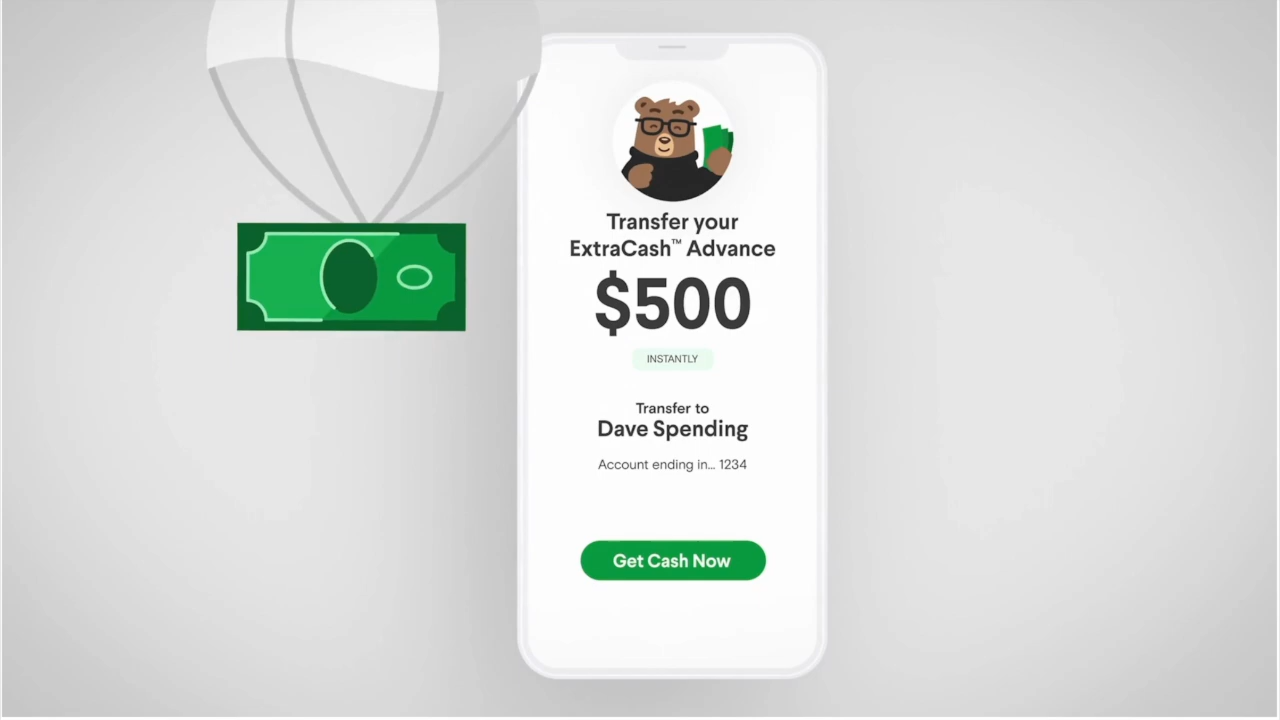 Transfer your
ExtraCash™ Advance
$500
INSTANTLY
Transfer to
Dave Spending
Account ending in... 1234
Get Cash Now